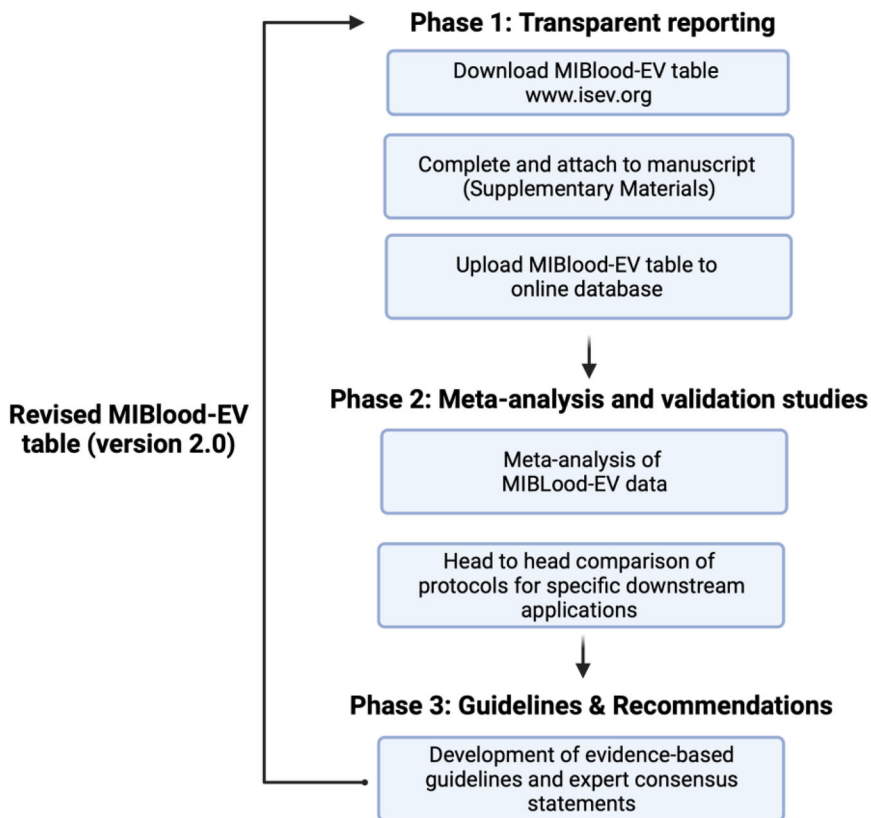 Phase 1: Transparent reporting
Download MIBlood-EV table
www.isev.org
Complete and attach to manuscript
(Supplementary Materials)
Upload MIBlood-EV table to
online database
Phase 2: Meta-analysis and validation studies
Revised MIBlood-EV
table (version 2.0)
Meta-analysis of
MIBLood-EV data
Head to head comparison of
protocols for specific downstream
applications
Phase 3: Guidelines & Recommendations
Development of evidence-based
guidelines and expert consensus
statements